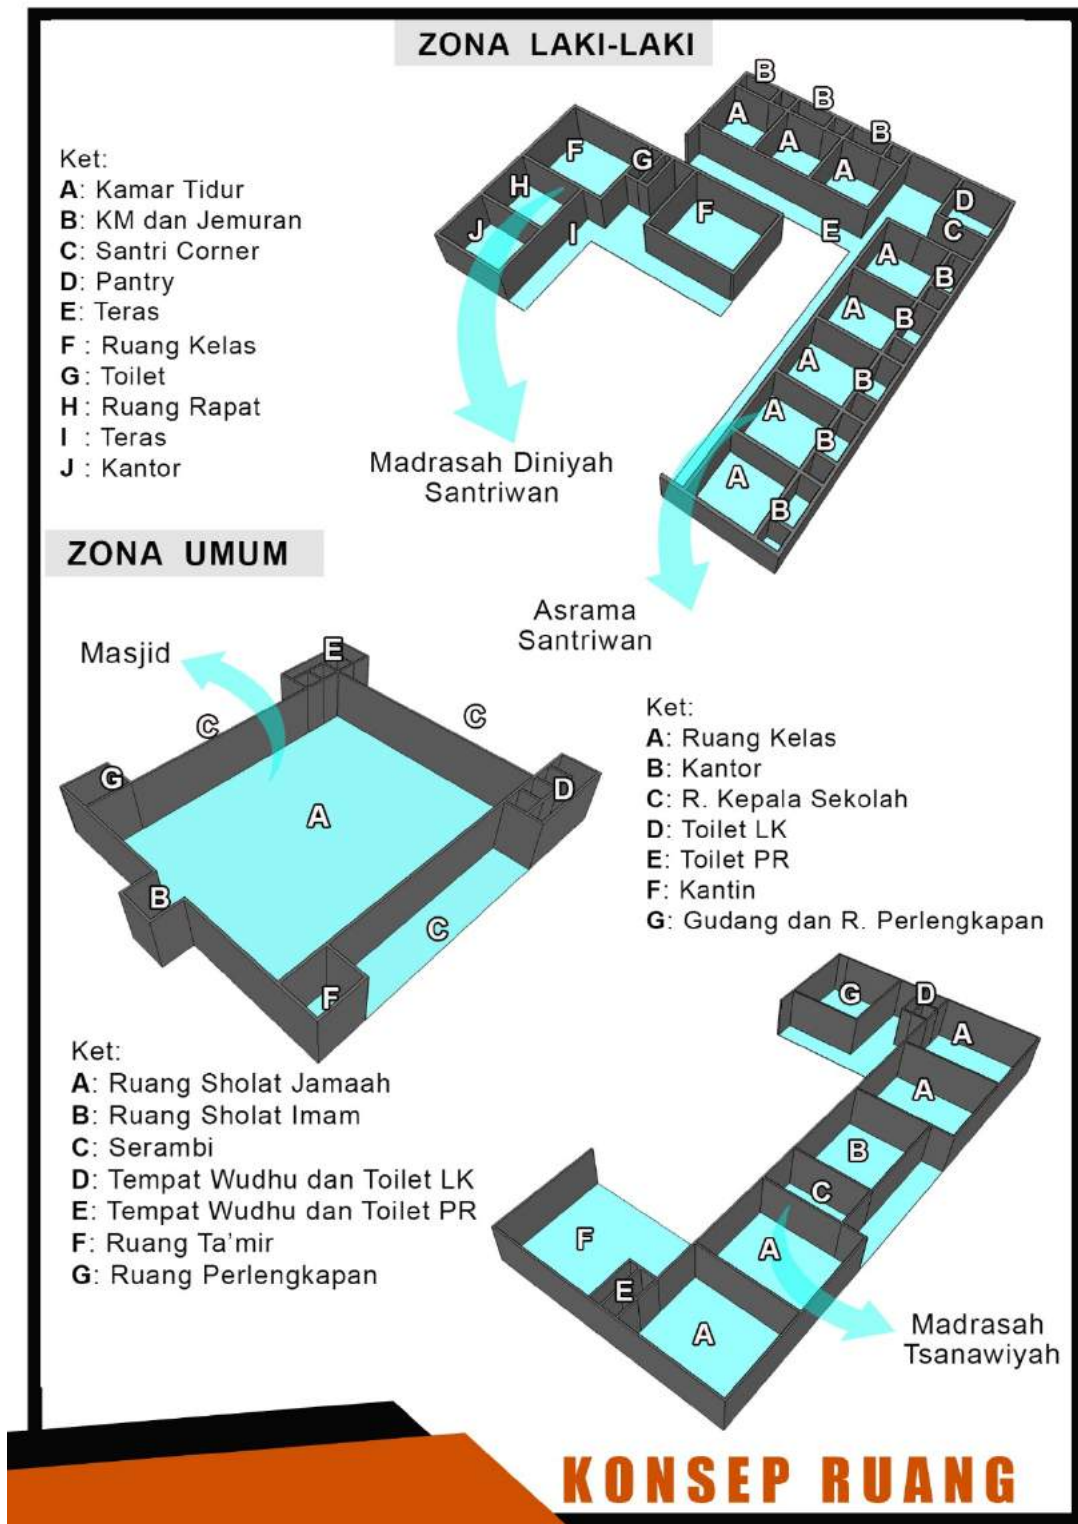 ZONA LAKI-LAKI
Ket:
A: Kamar Tidur
B: KM dan Jemuran
C: Santri Corner
D: Pantry
E: Teras
F : Ruang Kelas
G: Toilet
H: Ruang Rapat
I : Teras
J : Kantor
B
B
B
A
A
A
F
G
H
F
J
I
E
D
C
A
B
A
B
A
B
A
B
A
B
Madrasah Diniyah
Santriwan
Asrama
Santriwan
ZONA UMUM
Masjid
E
C
C
G
D
A
B
C
F
Ket:
A: Ruang Sholat Jamaah
B: Ruang Sholat Imam
C: Serambi
D: Tempat Wudhu dan Toilet LK
E: Tempat Wudhu dan Toilet PR
F: Ruang Ta'mir
G: Ruang Perlengkapan
Ket:
A: Ruang Kelas
B: Kantor
C: R. Kepala Sekolah
D: Toilet LK
E: Toilet PR
F: Kantin
G: Gudang dan R. Perlengkapan
G
D
A
A
B
C
F
A
E
A
Madrasah
Tsanawiyah
KONSEP RUANG